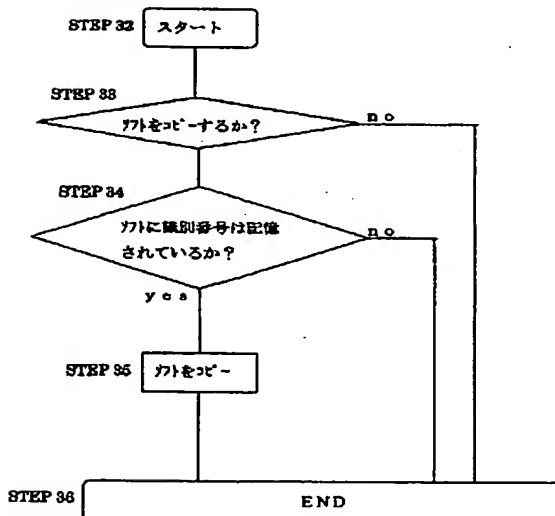 STEP 32 スタート
STEP 33
ソフトをコピーするか？
no
STEP 34
ソフトに識別番号は記憶
されているか？
no
yes
STEP 35 ソフトをコピー
STEP 36 END